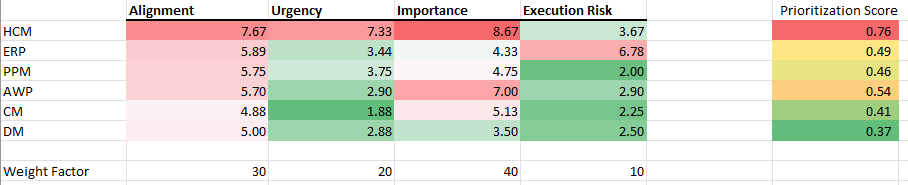 Alignment Urgency Importance Execution Risk Prioritization Score
HCM 7.67 7.33 8.67 3.67 0.76
ERP 5.89 3.44 4.33 6.78 0.49
PPM 5.75 3.75 4.75 2.00 0.46
AWP 5.70 2.90 7.00 2.90 0.54
CM 4.88 1.88 5.13 2.25 0.41
DM 5.00 2.88 3.50 2.50 0.37
Weight Factor 30 20 40 10